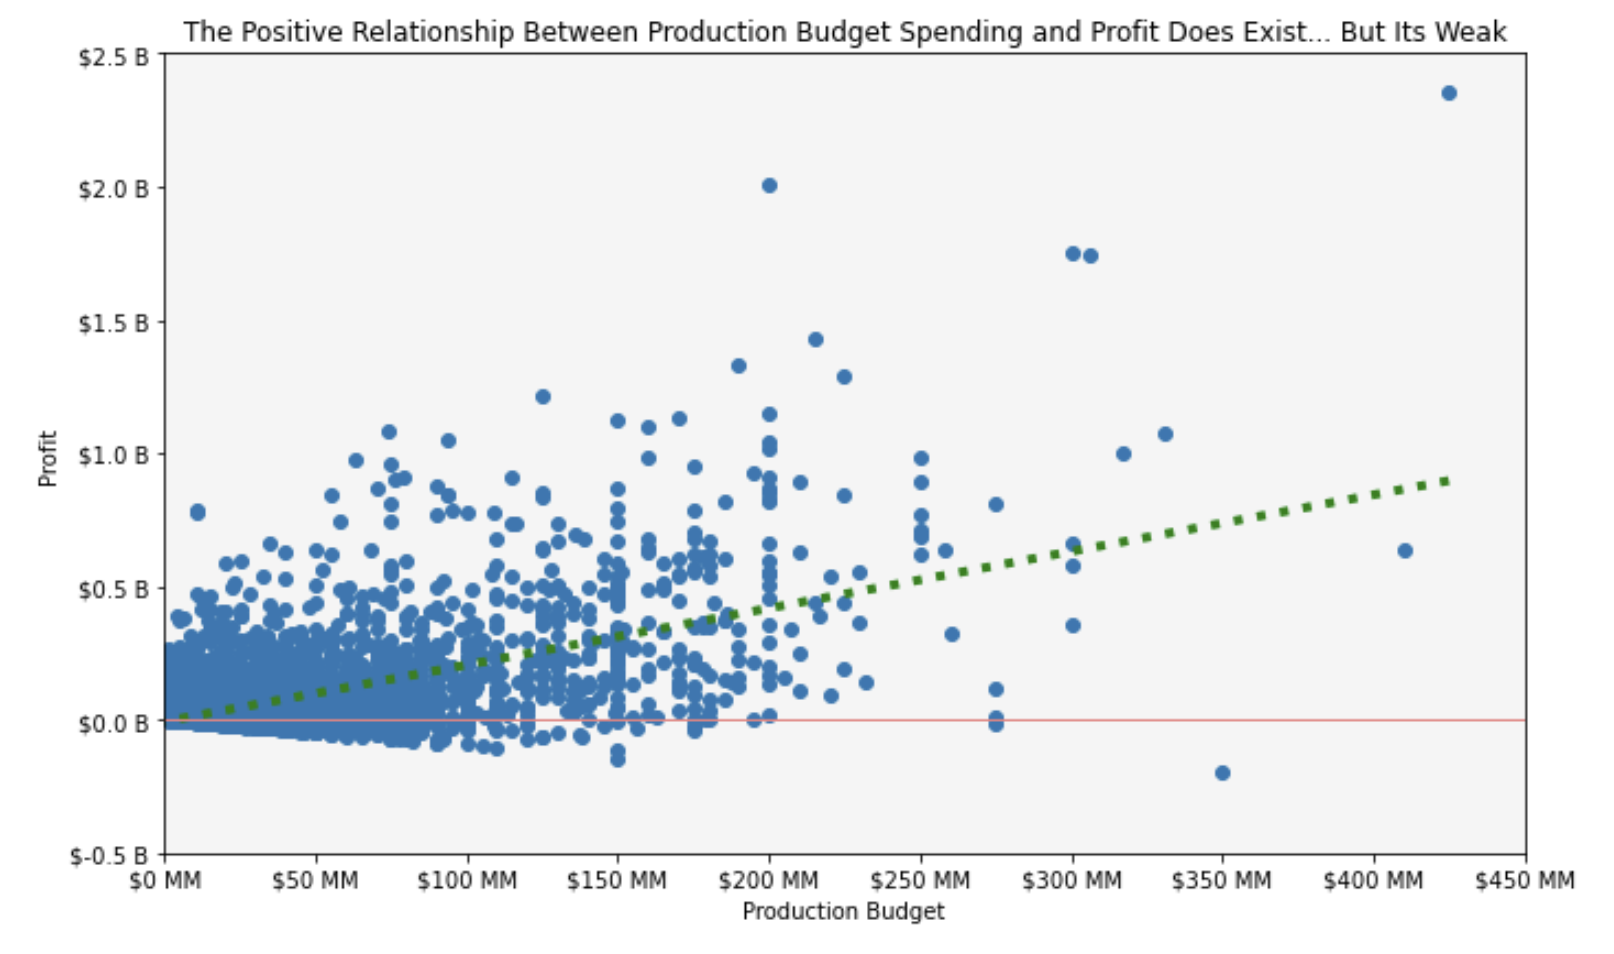 The Positive Relationship Between Production Budget Spending and Profit Does Exist... But Its Weak
$2.5 B
$2.0 B
$1.5 B
$1.0 B
$0.5 B
$0.0 B
$-0.5 B
Profit
$0 MM $50 MM $100 MM $150 MM $200 MM $250 MM $300 MM $350 MM $400 MM $450 MM
Production Budget